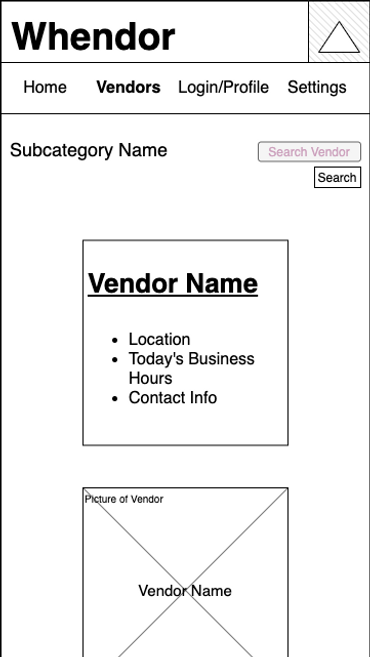 Whendor
Home Vendors Login/Profile Settings
Subcategory Name
Search Vendor
Search
Vendor Name
• Location
• Today's Business
Hours
• Contact Info
Picture of Vendor
Vendor Name